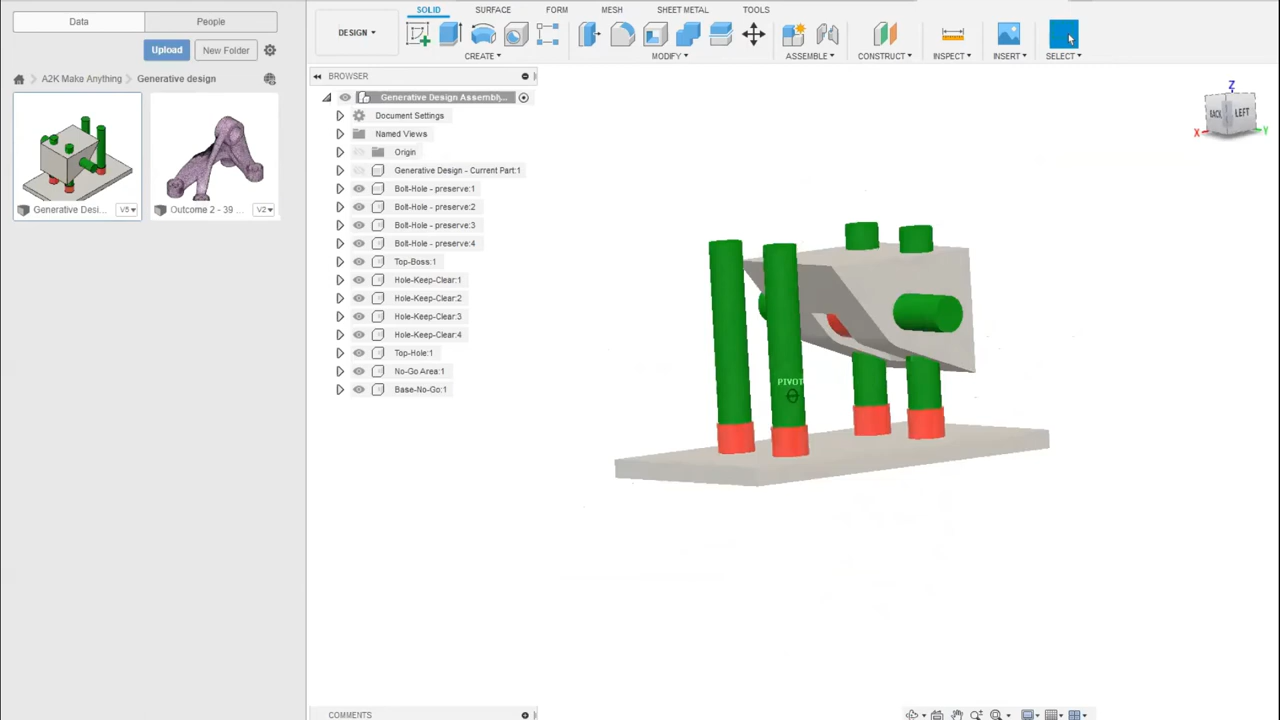 Data
People
Upload
New Folder
A2K Make Anything
Generative design
Generative Desi...
V5
Outcome 2 - 39 ...
V2
DESIGN
SOLID
SURFACE
FORM
MESH
SHEET METAL
TOOLS
CREATE
MODIFY
ASSEMBLE
CONSTRUCT
INSPECT
INSERT
SELECT
BROWSER
Generative Design Assembly...
Document Settings
Named Views
Origin
Generative Design - Current Part:1
Bolt-Hole - preserve:1
Bolt-Hole - preserve:2
Bolt-Hole - preserve:3
Bolt-Hole - preserve:4
Top-Boss:1
Hole-Keep-Clear:1
Hole-Keep-Clear:2
Hole-Keep-Clear:3
Hole-Keep-Clear:4
Top-Hole:1
No-Go Area:1
Base-No-Go:1
PIVOT
Z
BACK
LEFT
X
Y
COMMENTS